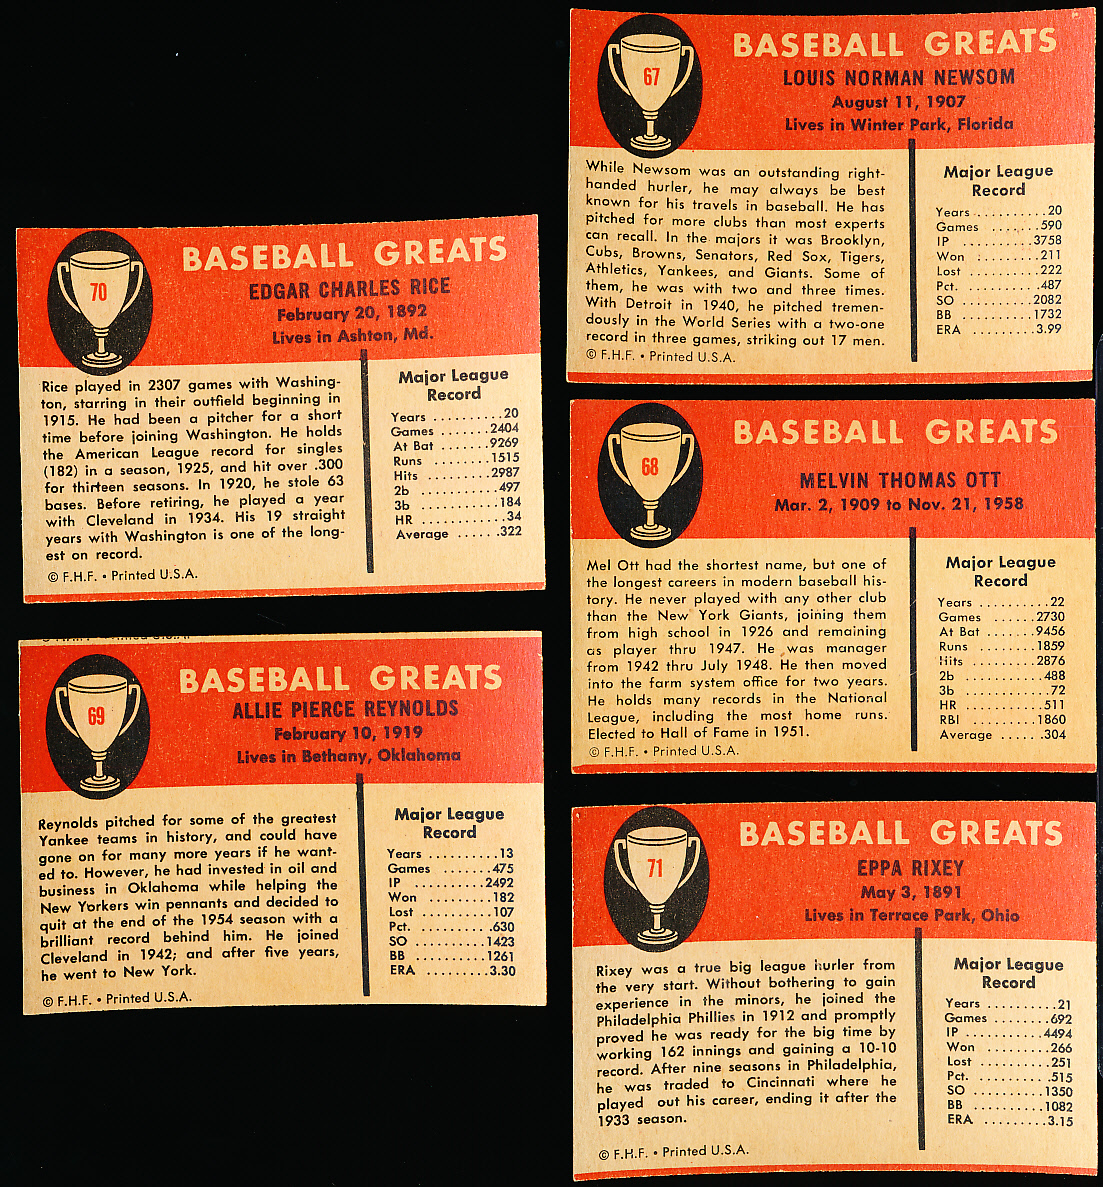 70
BASEBALL GREATS
EDGAR CHARLES RICE
February 20, 1892
Lives in Ashton, Md.
Rice played in 2307 games with Washing-
ton, starring in their outfield beginning in
1915. He had been a pitcher for a short
time before joining Washington. He holds
the American League record for singles
(182) in a season, 1925, and hit over .300
for thirteen seasons. In 1920, he stole 63
bases. Before retiring, he played a year
with Cleveland in 1934. His 19 straight
years with Washington is one of the long-
est on record.
© F.H.F. • Printed U.S.A.
Major League
Record
Years ..........20
Games .......2404
At Bat .......9269
Runs .........1515
Hits ..........2987
2b .............497
3b .............184
HR .............34
Average ......322
69
BASEBALL GREATS
ALLIE PIERCE REYNOLDS
February 10, 1919
Lives in Bethany, Oklahoma
Reynolds pitched for some of the greatest
Yankee teams in history, and could have
gone on for many more years if he want-
ed to. However, he had invested in oil and
business in Oklahoma while helping the
New Yorkers win pennants and decided to
quit at the end of the 1954 season with a
brilliant record behind him. He joined
Cleveland in 1942; and after five years,
he went to New York.
© F.H.F. • Printed U.S.A.
Major League
Record
Years ..........13
Games .......475
IP ............2492
Won .........182
Lost ..........107
Pct. ...........630
SO ..........1423
BB ...........1261
ERA .........3.30
67
BASEBALL GREATS
LOUIS NORMAN NEWSOM
August 11, 1907
Lives in Winter Park, Florida
While Newsom was an outstanding right-
handed hurler, he may always be best
known for his travels in baseball. He has
pitched for more clubs than most experts
can recall. In the majors it was Brooklyn,
Cubs, Browns, Senators, Red Sox, Tigers,
Athletics, Yankees, and Giants. Some of
them, he was with two and three times.
With Detroit in 1940, he pitched tremen-
dously in the World Series with a two-one
record in three games, striking out 17 men.
© F.H.F. • Printed U.S.A.
Major League
Record
Years ..........20
Games .......590
IP ..........3758
Won .........211
Lost .........222
Pct. ..........487
SO ..........2082
BB ..........1732
ERA .........3.99
68
BASEBALL GREATS
MELVIN THOMAS OTT
Mar. 2, 1909 to Nov. 21, 1958
Mel Ott had the shortest name, but one of
the longest careers in modern baseball his-
tory. He never played with any other club
than the New York Giants, joining them
from high school in 1926 and remaining
as player thru 1947. He was manager
from 1942 thru July 1948. He then moved
into the farm system office for two years.
He holds many records in the National
League, including the most home runs.
Elected to Hall of Fame in 1951.
© F.H.F. • Printed U.S.A.
Major League
Record
Years ..........22
Games ......2730
At Bat .......9456
Runs .........1859
Hits ..........2876
2b ............488
3b .............72
HR ............511
RBI .........1860
Average ......304
71
BASEBALL GREATS
EPPA RIXEY
May 3, 1891
Lives in Terrace Park, Ohio
Rixey was a true big league hurler from
the very start. Without bothering to gain
experience in the minors, he joined the
Philadelphia Phillies in 1912 and promptly
proved he was ready for the big time by
working 162 innings and gaining a 10-10
record. After nine seasons in Philadelphia,
he was traded to Cincinnati where he
played out his career, ending it after the
1933 season.
© F.H.F. • Printed U.S.A.
Major League
Record
Years ..........21
Games .......692
IP ............4494
Won .........266
Lost ..........251
Pct. ...........515
SO ..........1350
BB ..........1082
ERA .........3.15